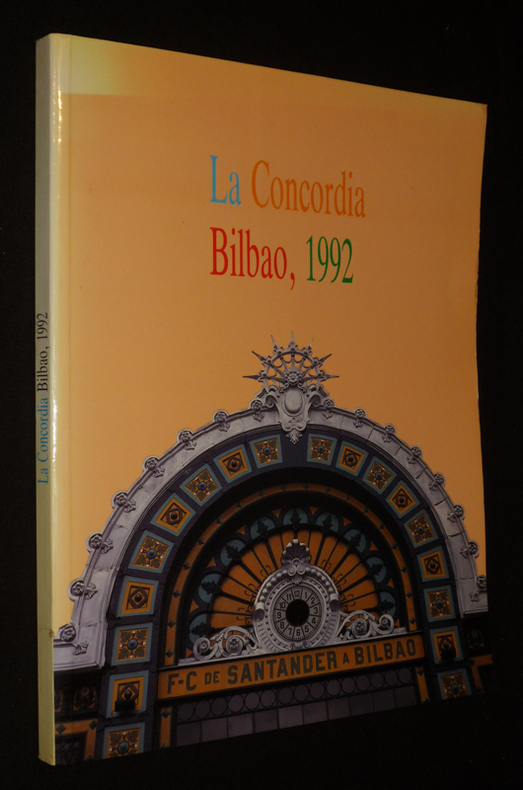 La Concordia
Bilbao, 1992
La Concordia Bilbao, 1992
F-C DE SANTANDER A BILBAO